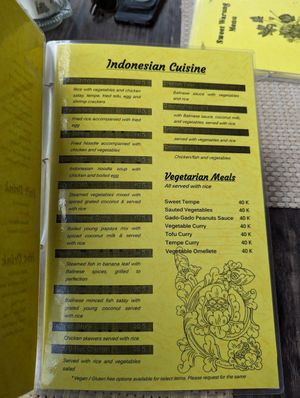 Sweet Warung
Menu
Indonesian Cuisine
Rice with vegetables and chicken
satay, tempe, fried tofu, egg and
shrimp crackers
Fried rice accompanied with fried
egg
Fried Noodle accompanied with
chicken and vegetables
Indonesian noodle soup with
chicken and boiled egg
Steamed vegetables mixed with
spiced grated coconut & served
with rice
Boiled young papaya mix with
spiced coconut milk & served
with rice
Steamed fish in banana leaf with
Balinese spices, grilled to
perfection
Balinese minced fish satay with
grated young coconut served
with rice
Chicken skewers served with rice
Served with rice and vegetables
salad
Balinese sauce with vegetables
and rice
with Balinese sauce, coconut milk,
and vegetables, served with rice
served with vegetables and rice
Chicken/fish and vegetables
Vegetarian Meals
All served with rice
Sweet Tempe 40 K
Sauted Vegetables 40 K
Gado-Gado Peanuts Sauce 40 K
Vegetable Curry 40 K
Tofu Curry 40 K
Tempe Curry 40 K
Vegetable Omellete 40 K
* Vegan / Gluten free options available for select items. Please request for the same